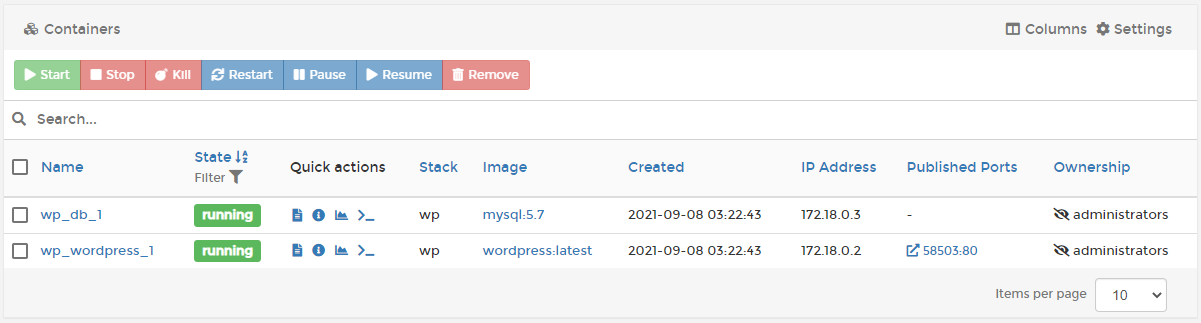 Containers Columns Settings
Start Stop Kill Restart Pause Resume Remove
Search...
Name State Filter Quick actions Stack Image Created IP Address Published Ports Ownership
wp_db_1 running wp mysql:5.7 2021-09-08 03:22:43 172.18.0.3 - administrators
wp_wordpress_1 running wp wordpress:latest 2021-09-08 03:22:43 172.18.0.2 58503:80 administrators
Items per page 10